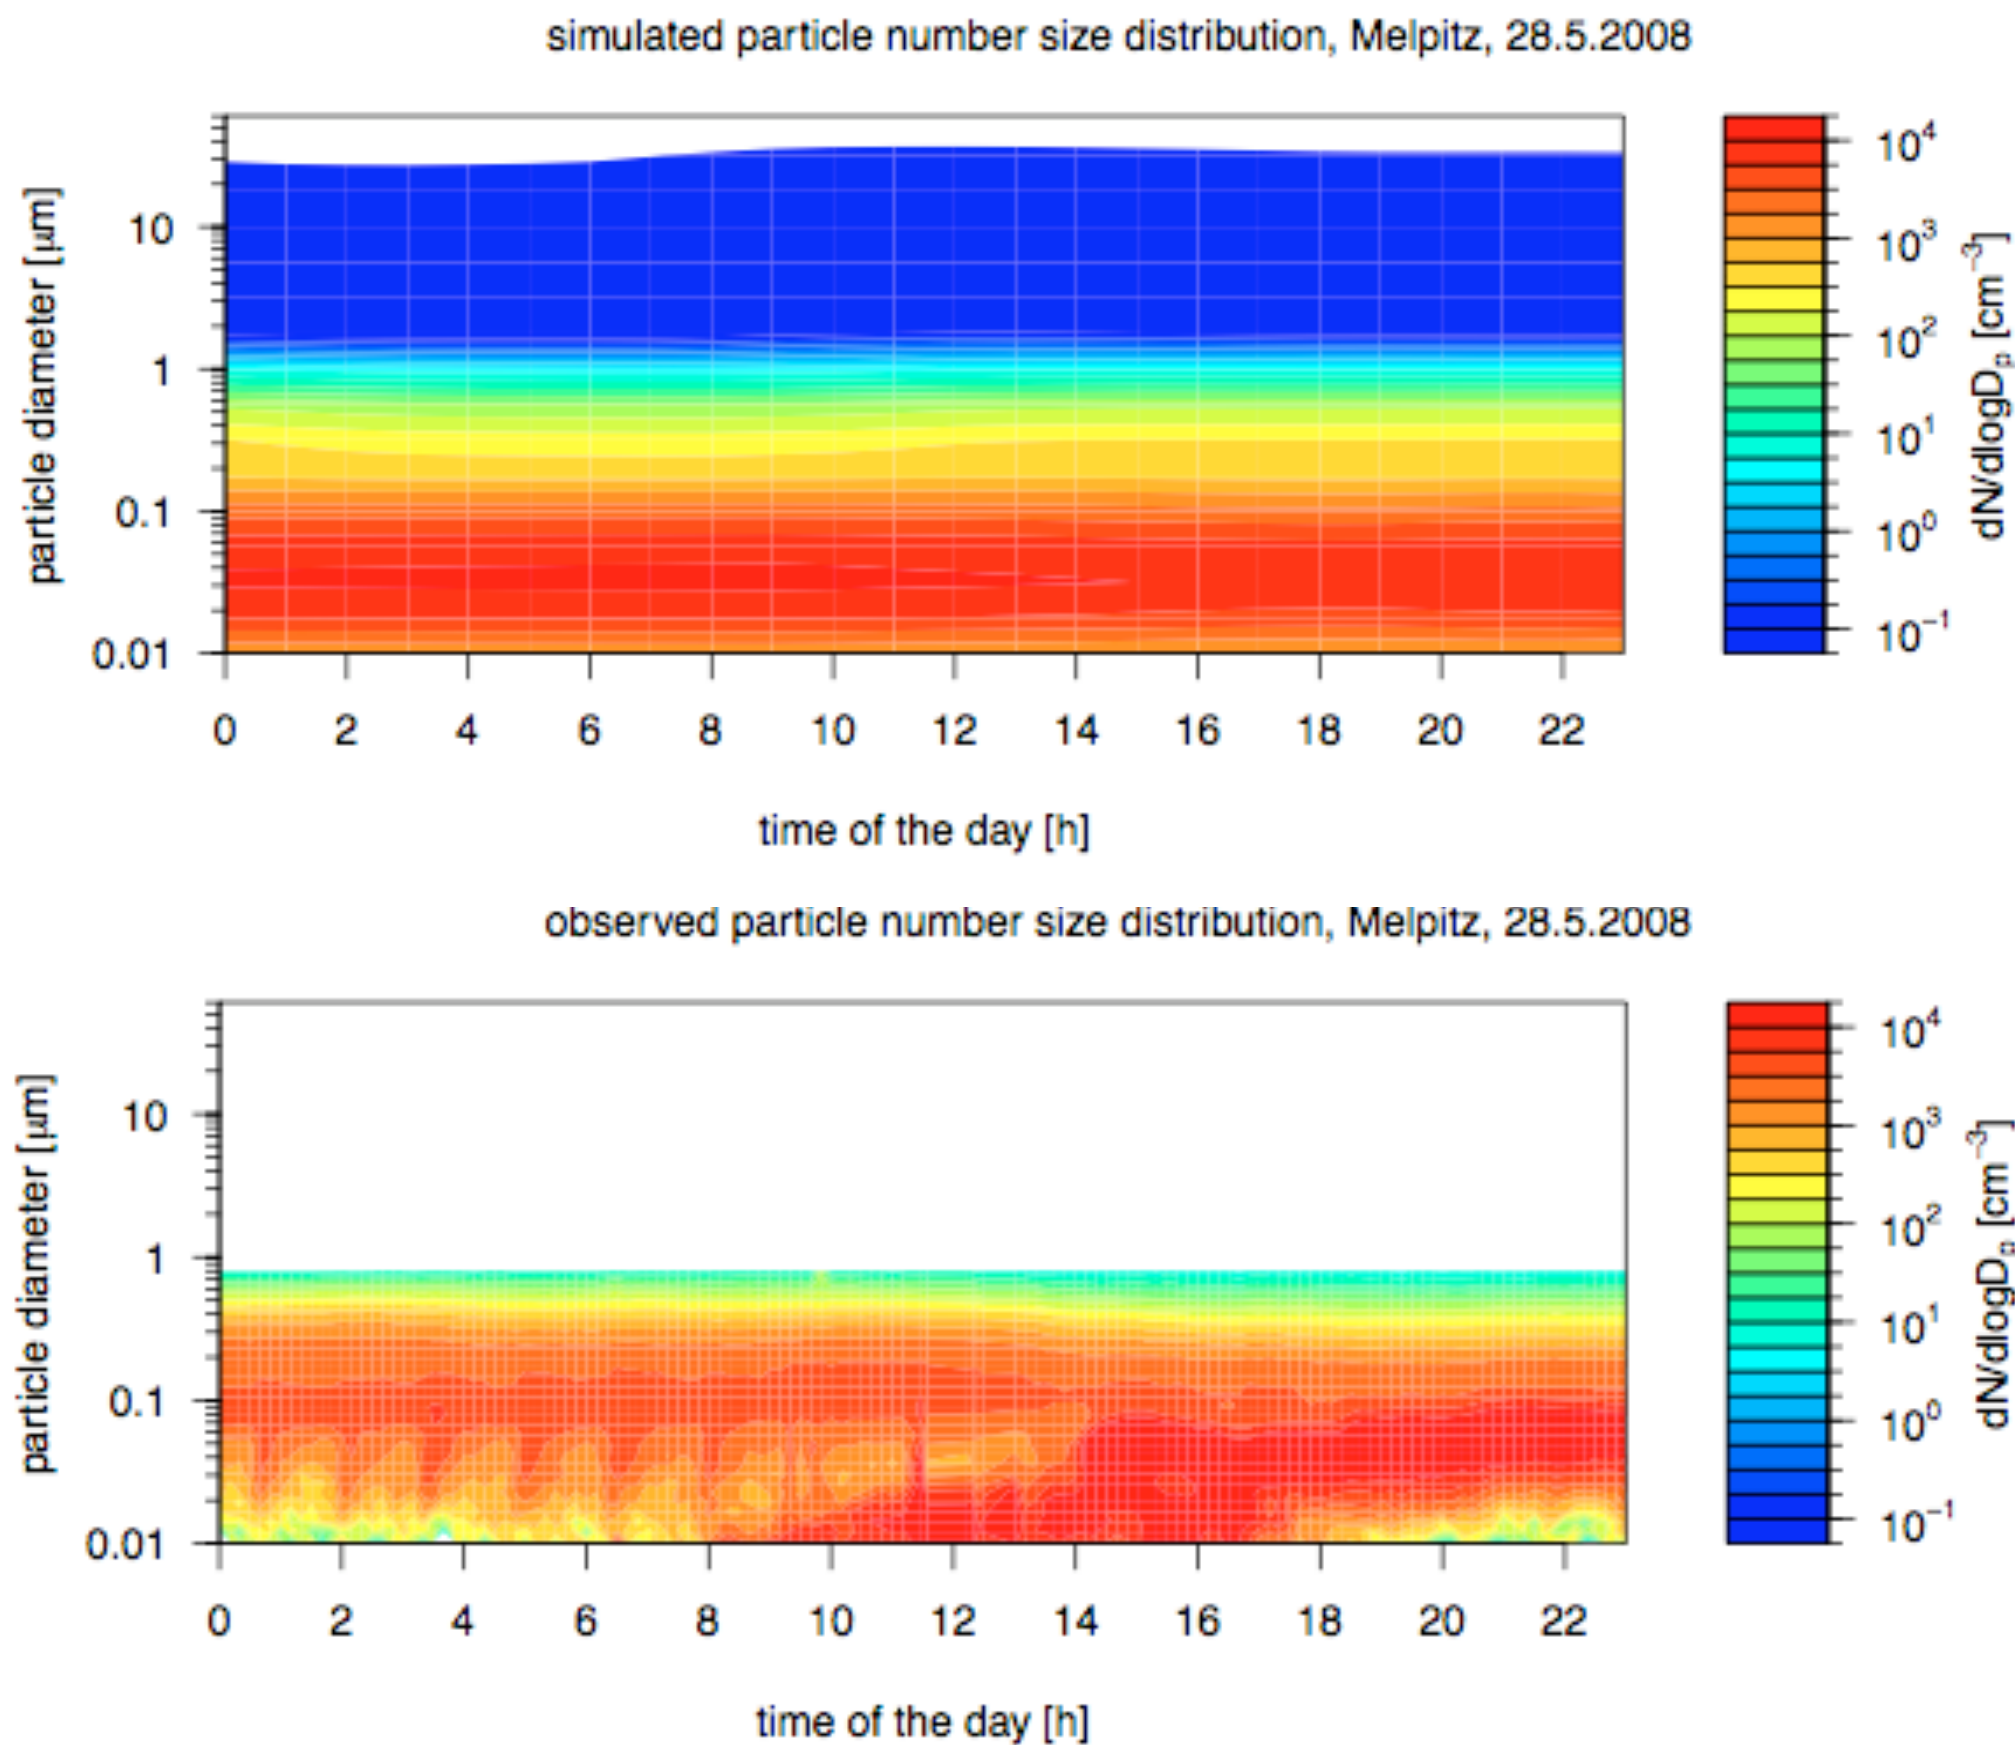 simulated particle number size distribution, Melpitz, 28.5.2008
particle diameter [µm]
10
1
0.1
0.01
0 2 4 6 8 10 12 14 16 18 20 22
time of the day [h]
10⁴
10³
10²
10¹
10⁰
10⁻¹
dN/dlogDₚ [cm⁻³]
observed particle number size distribution, Melpitz, 28.5.2008
particle diameter [µm]
10
1
0.1
0.01
0 2 4 6 8 10 12 14 16 18 20 22
time of the day [h]
10⁴
10³
10²
10¹
10⁰
10⁻¹
dN/dlogDₚ [cm⁻³]